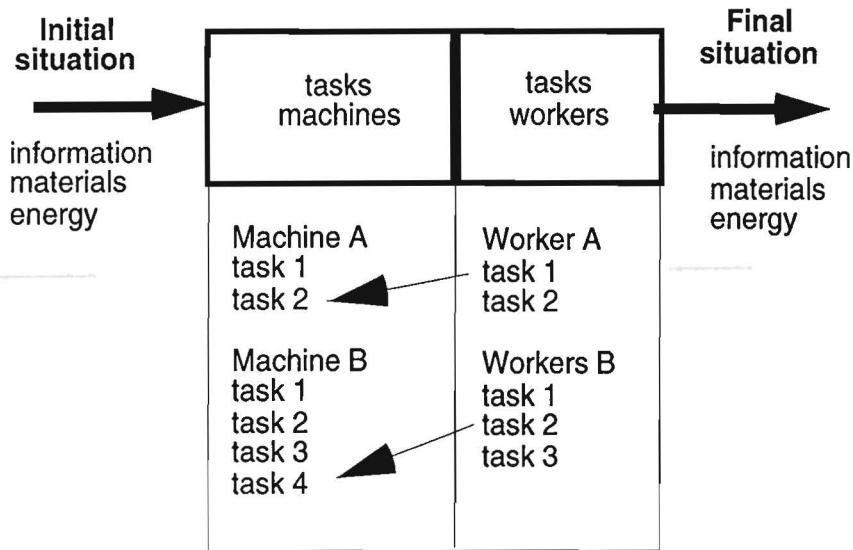 Initial
situation
information
materials
energy
tasks
machines
tasks
workers
Final
situation
information
materials
energy
Machine A
task 1
task 2
Worker A
task 1
task 2
Machine B
task 1
task 2
task 3
task 4
Workers B
task 1
task 2
task 3